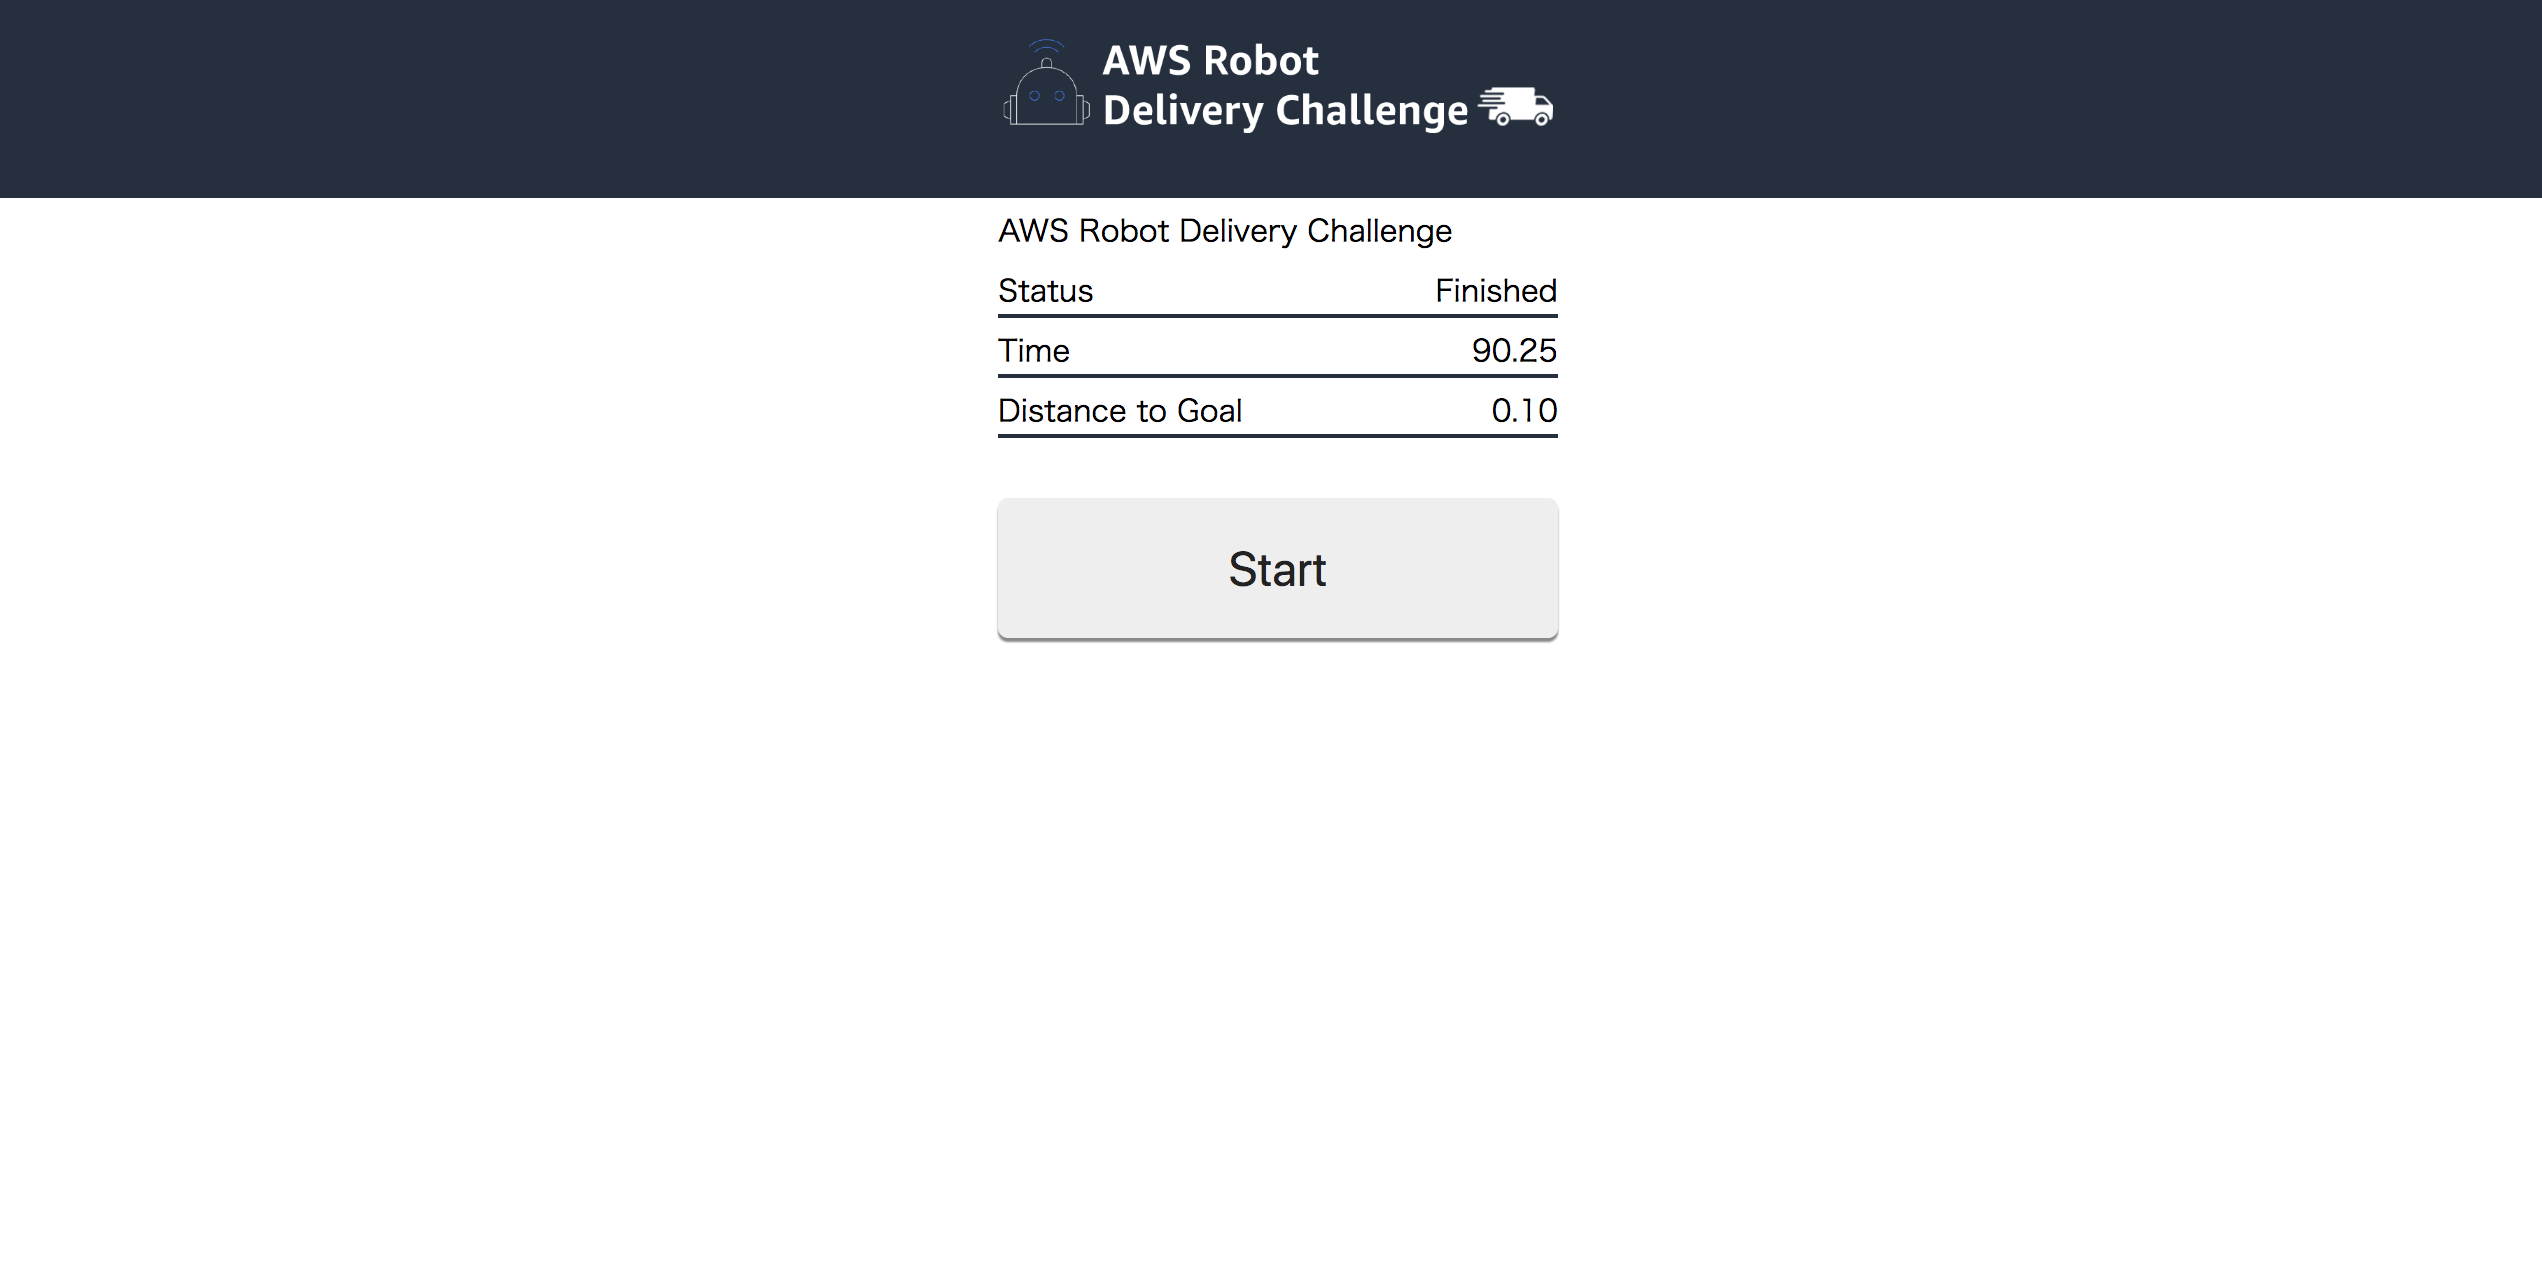 AWS Robot
Delivery Challenge
AWS Robot Delivery Challenge
Status Finished
Time 90.25
Distance to Goal 0.10
Start